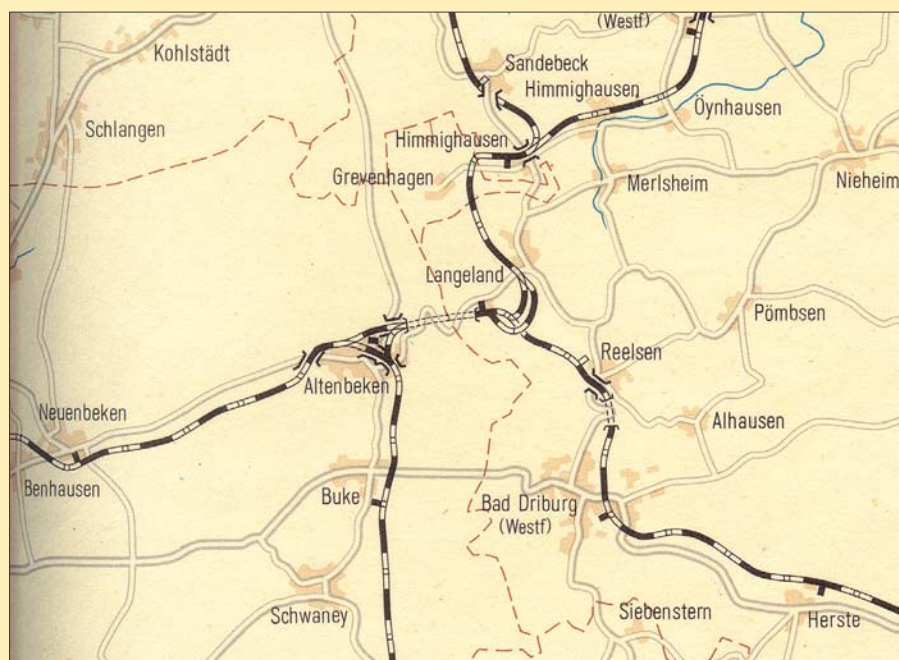 (Westf)
Kohlstädt
Sandebeck
Himmighausen
Öynhausen
Schlangen
Himmighausen
Grevenhagen
Merlsheim
Nieheim
Langeland
Pömbsen
Reelsen
Altenbeken
Neuenbeken
Alhausen
Benhausen
Buke
Bad Driburg
(Westf)
Schwaney
Siebenstern
Herste